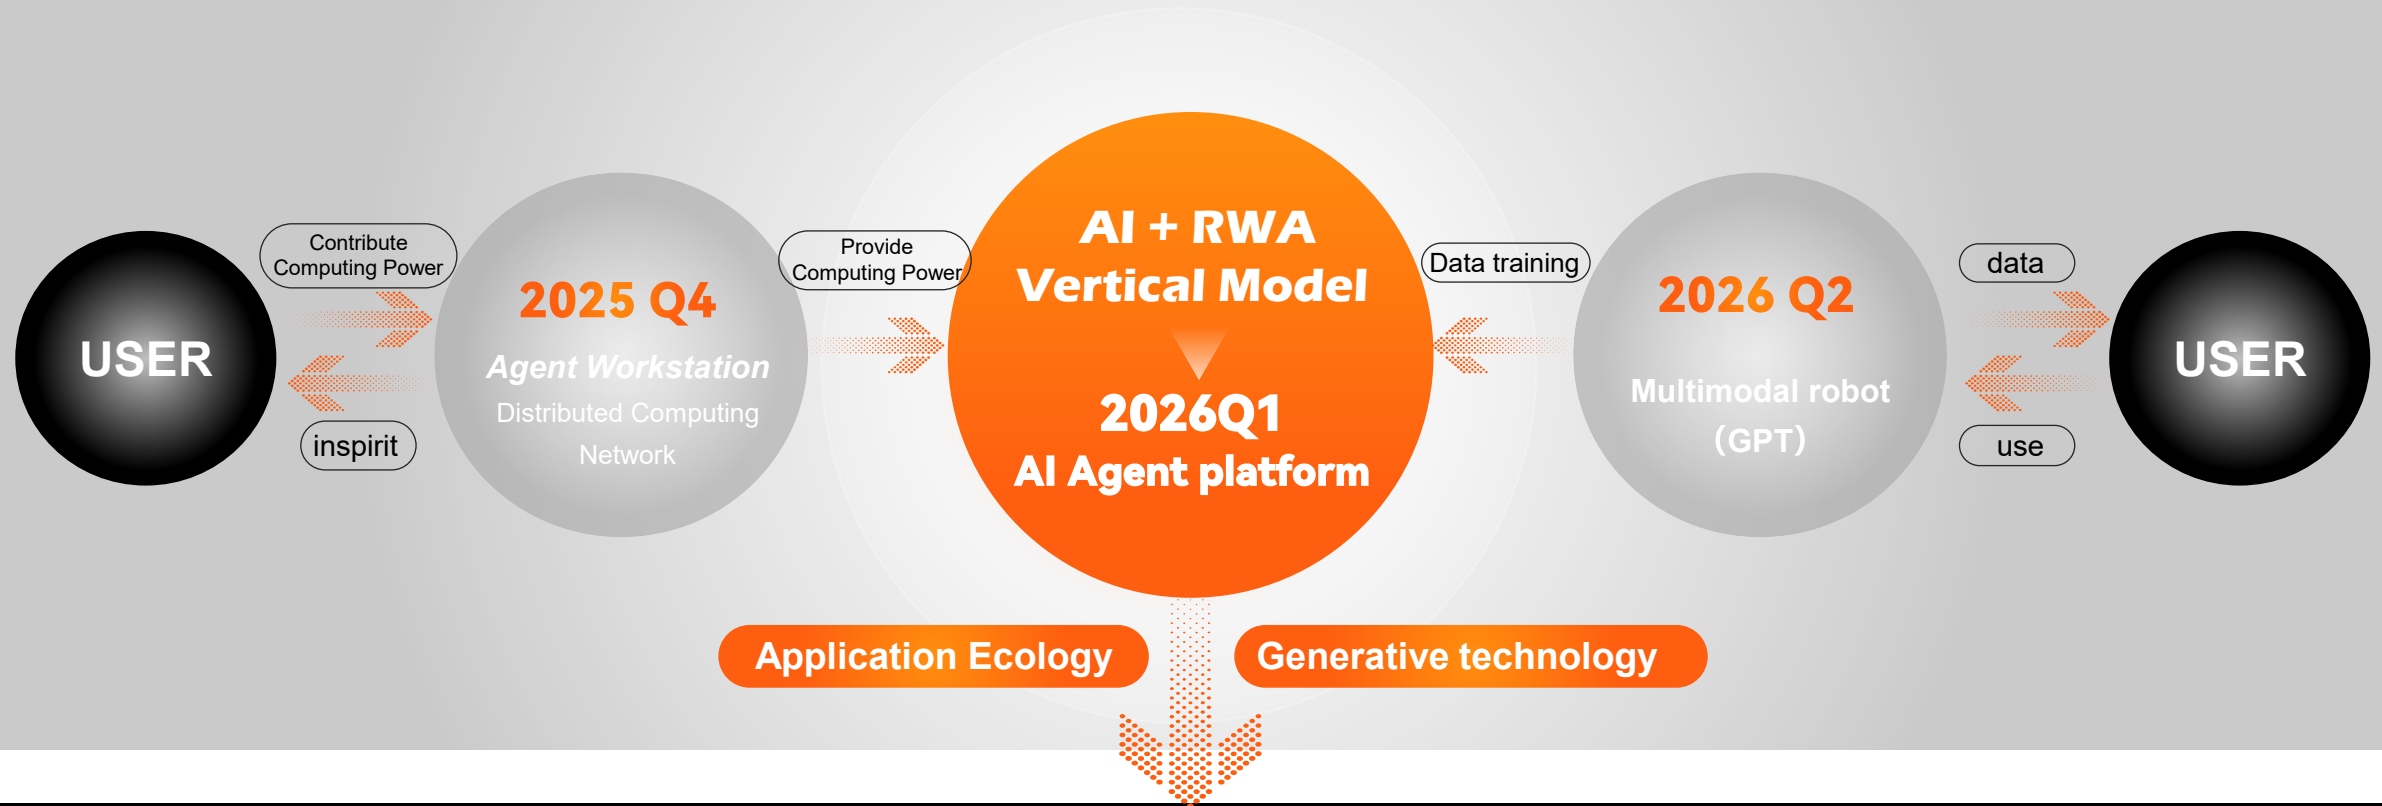 USER
Contribute
Computing Power
inspirit
2025 Q4
Agent Workstation
Distributed Computing
Network
Provide
Computing Power
AI + RWA
Vertical Model
2026Q1
AI Agent platform
Data training
2026 Q2
Multimodal robot
(GPT)
data
use
USER
Application Ecology
Generative technology